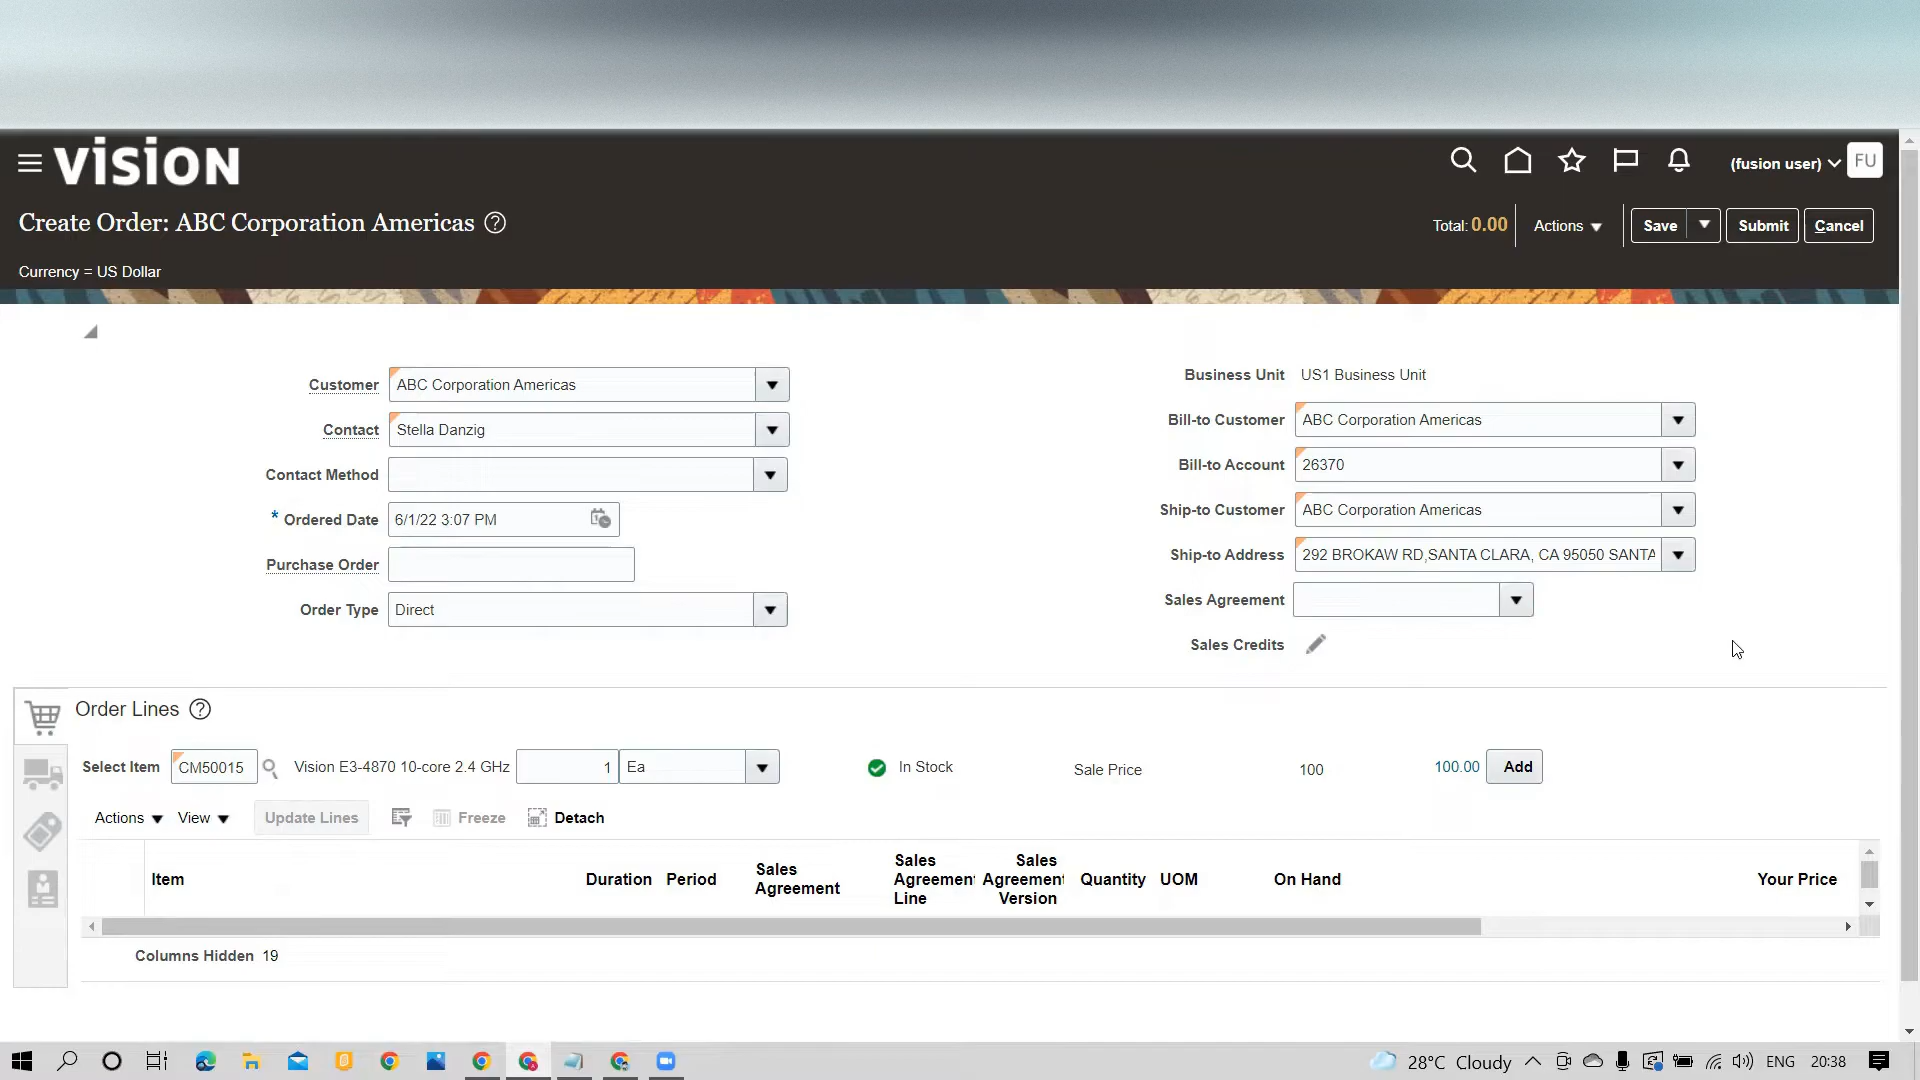 vision
(fusion user)
FU
Create Order: ABC Corporation Americas ?
Total: 0.00
Actions
Save
Submit
Cancel
Currency = US Dollar
Customer
ABC Corporation Americas
Contact
Stella Danzig
Contact Method
* Ordered Date
6/1/22 3:07 PM
Purchase Order
Order Type
Direct
Business Unit
US1 Business Unit
Bill-to Customer
ABC Corporation Americas
Bill-to Account
26370
Ship-to Customer
ABC Corporation Americas
Ship-to Address
292 BROKAW RD,SANTA CLARA, CA 95050 SANTA
Sales Agreement
Sales Credits
Order Lines ?
Select Item
CM50015
Vision E3-4870 10-core 2.4 GHz
1
Ea
In Stock
Sale Price
100
100.00
Add
Actions
View
Update Lines
Freeze
Detach
Item
Duration
Period
Sales
Agreement
Sales
Agreement
Line
Sales
Agreement
Version
Quantity
UOM
On Hand
Your Price
Columns Hidden 19
28°C Cloudy
ENG
20:38